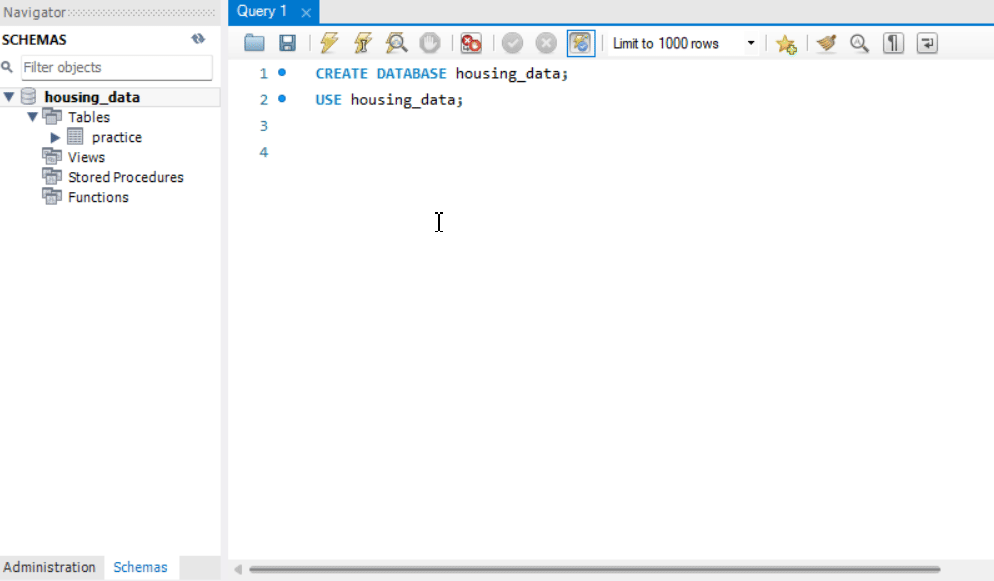 Navigator
SCHEMAS
Filter objects
housing_data
Tables
practice
Views
Stored Procedures
Functions
Administration Schemas
Query 1
Limit to 1000 rows
1 CREATE DATABASE housing_data;
2 USE housing_data;
3
4